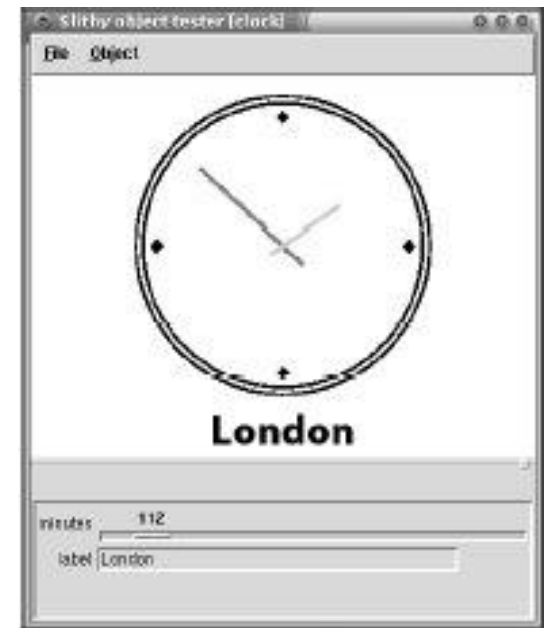 Slithy object tester [clock]
File Object
London
minutes 112
label London